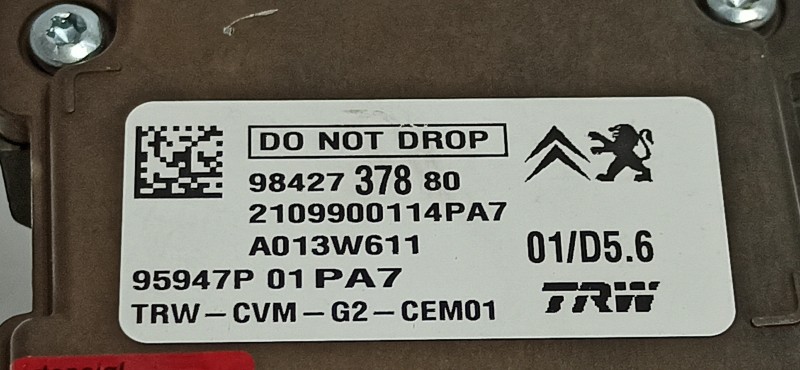 DO NOT DROP
98427 378 80
2109900114PA7
A013W611
01/D5.6
95947P 01 PA7
TRW
TRW-CVM-G2-CEM01